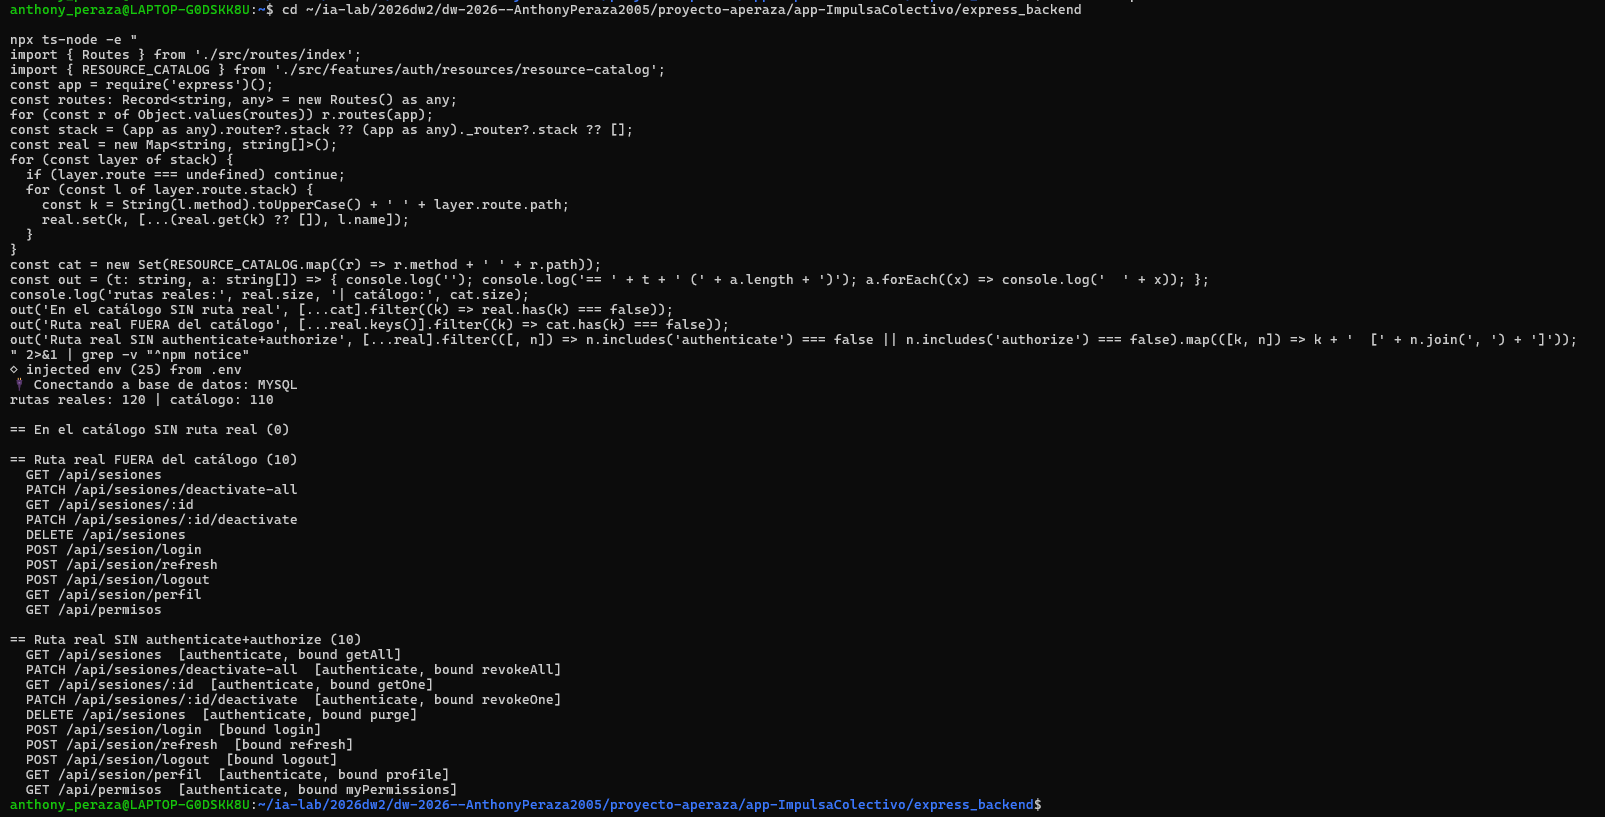 anthony_peraza@LAPTOP-G0DSKK8U:~$ cd ~/ia-lab/2026dw2/dw-2026--AnthonyPeraza2005/proyecto-aperaza/app-ImpulsaColectivo/express_backend

npx ts-node -e "
import { Routes } from './src/routes/index';
import { RESOURCE_CATALOG } from './src/features/auth/resources/resource-catalog';
const app = require('express')();
const routes: Record<string, any> = new Routes() as any;
for (const r of Object.values(routes)) r.routes(app);
const stack = (app as any).router?.stack ?? (app as any)._router?.stack ?? [];
const real = new Map<string, string[]>();
for (const layer of stack) {
  if (layer.route === undefined) continue;
  for (const l of layer.route.stack) {
    const k = String(l.method).toUpperCase() + ' ' + layer.route.path;
    real.set(k, [...(real.get(k) ?? []), l.name]);
  }
}
const cat = new Set(RESOURCE_CATALOG.map((r) => r.method + ' ' + r.path));
const out = (t: string, a: string[]) => { console.log(''); console.log('== ' + t + ' (' + a.length + ')'); a.forEach((x) => console.log('  ' + x)); };
console.log('rutas reales:', real.size, '| catálogo:', cat.size);
out('En el catálogo SIN ruta real', [...cat].filter((k) => real.has(k) === false));
out('Ruta real FUERA del catálogo', [...real.keys()].filter((k) => cat.has(k) === false));
out('Ruta real SIN authenticate+authorize', [...real].filter(([, n]) => n.includes('authenticate') === false || n.includes('authorize') === false).map(([k, n]) => k + '  [' + n.join(', ') + ']'));
" 2>&1 | grep -v "^npm notice"
◇ injected env (25) from .env
Conectando a base de datos: MYSQL
rutas reales: 120 | catálogo: 110

== En el catálogo SIN ruta real (0)

== Ruta real FUERA del catálogo (10)
  GET /api/sesiones
  PATCH /api/sesiones/deactivate-all
  GET /api/sesiones/:id
  PATCH /api/sesiones/:id/deactivate
  DELETE /api/sesiones
  POST /api/sesion/login
  POST /api/sesion/refresh
  POST /api/sesion/logout
  GET /api/sesion/perfil
  GET /api/permisos

== Ruta real SIN authenticate+authorize (10)
  GET /api/sesiones  [authenticate, bound getAll]
  PATCH /api/sesiones/deactivate-all  [authenticate, bound revokeAll]
  GET /api/sesiones/:id  [authenticate, bound getOne]
  PATCH /api/sesiones/:id/deactivate  [authenticate, bound revokeOne]
  DELETE /api/sesiones  [authenticate, bound purge]
  POST /api/sesion/login  [bound login]
  POST /api/sesion/refresh  [bound refresh]
  POST /api/sesion/logout  [bound logout]
  GET /api/sesion/perfil  [authenticate, bound profile]
  GET /api/permisos  [authenticate, bound myPermissions]
anthony_peraza@LAPTOP-G0DSKK8U:~/ia-lab/2026dw2/dw-2026--AnthonyPeraza2005/proyecto-aperaza/app-ImpulsaColectivo/express_backend$